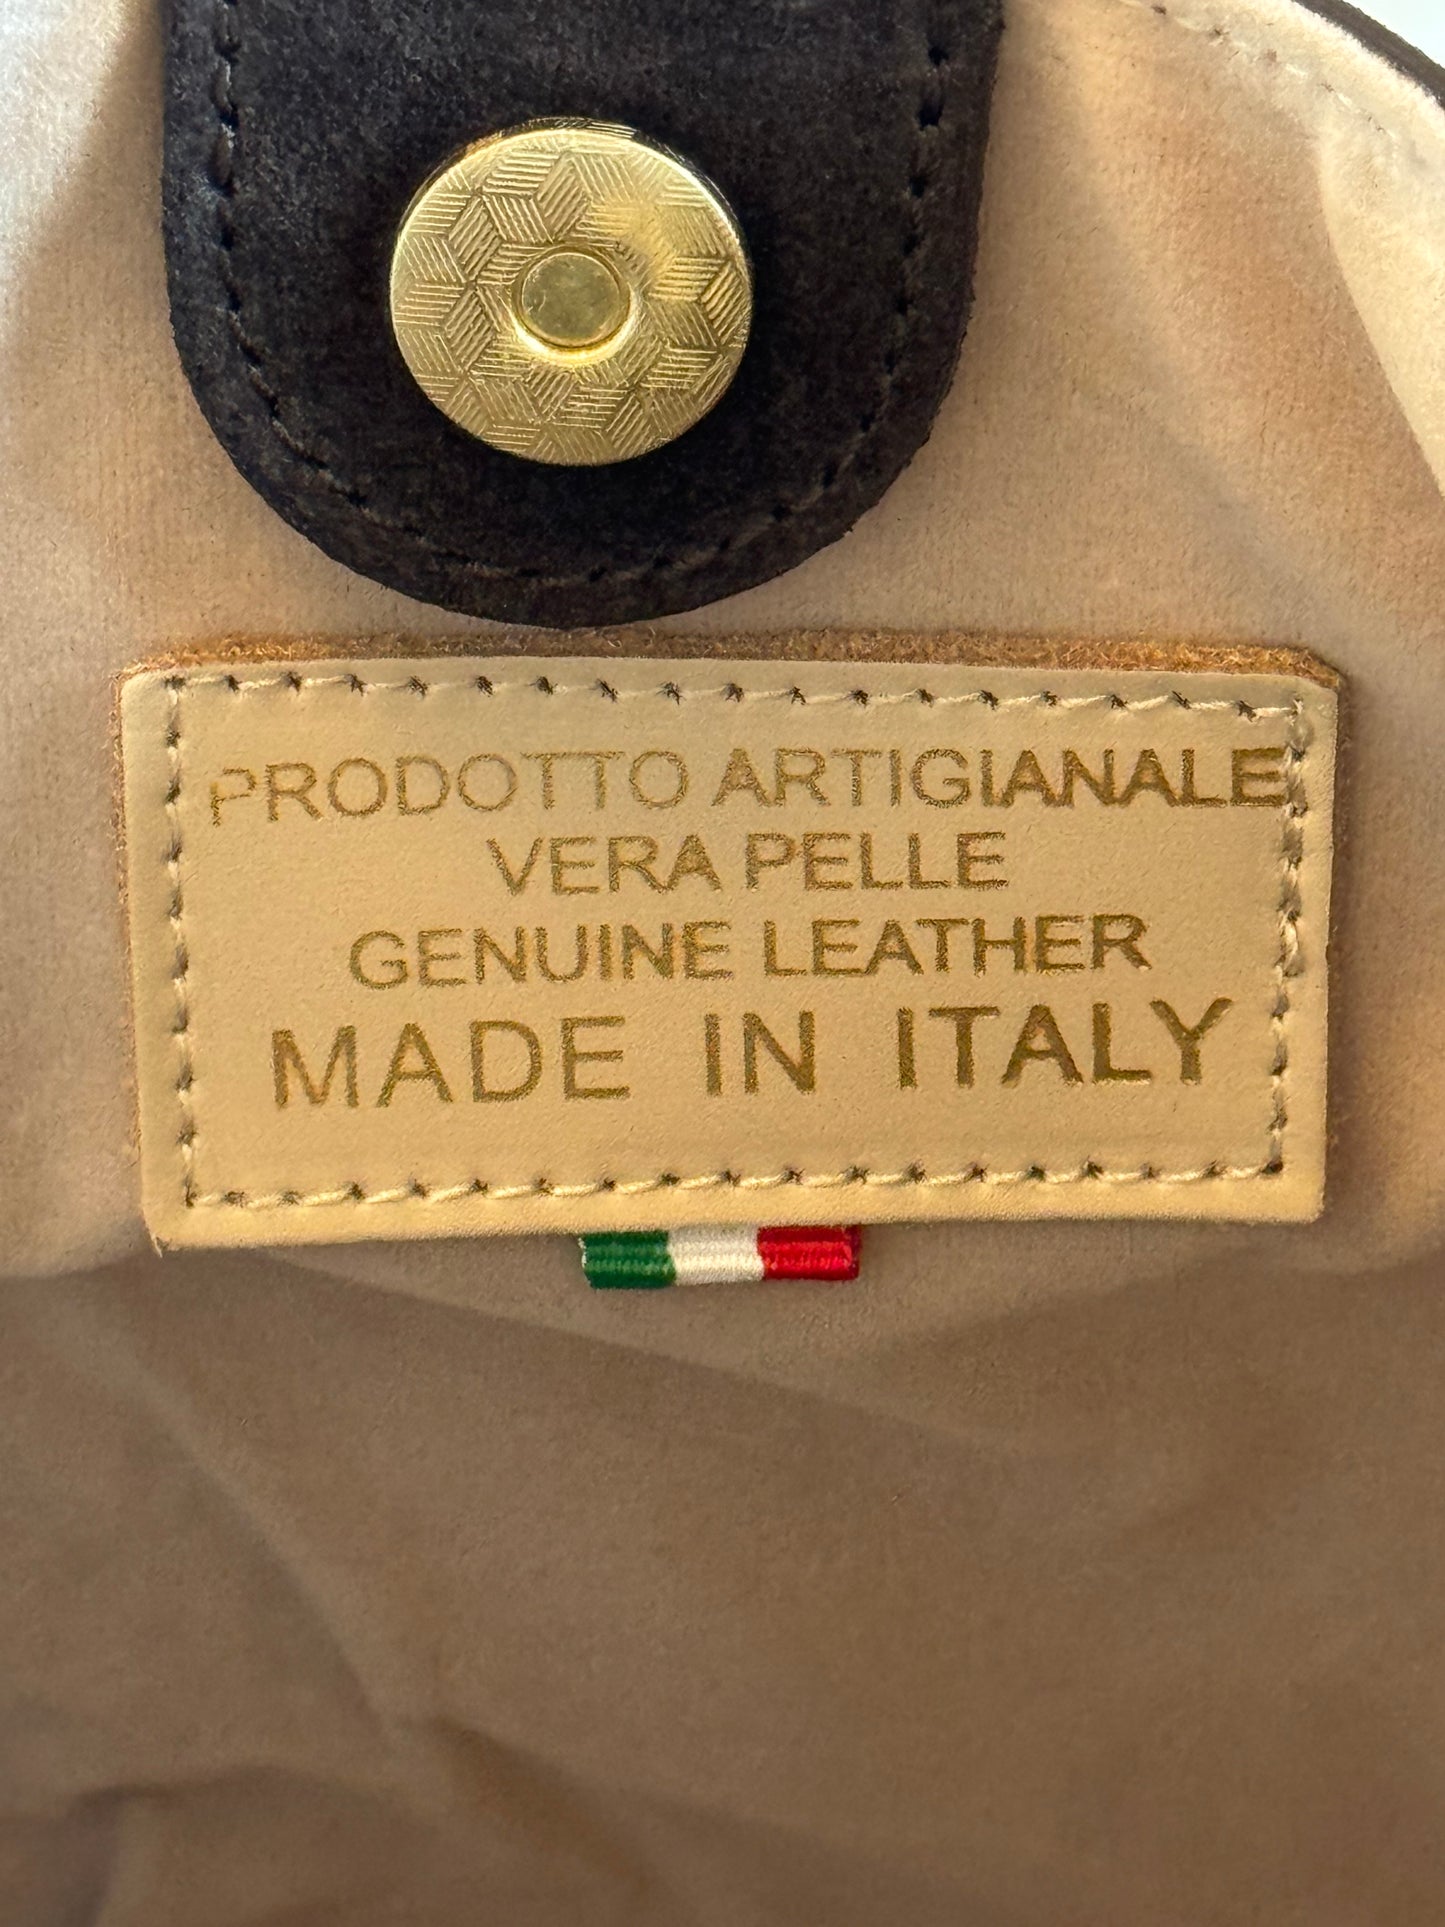 PRODOTTO ARTIGIANALE
VERA PELLE
GENUINE LEATHER
MADE IN ITALY